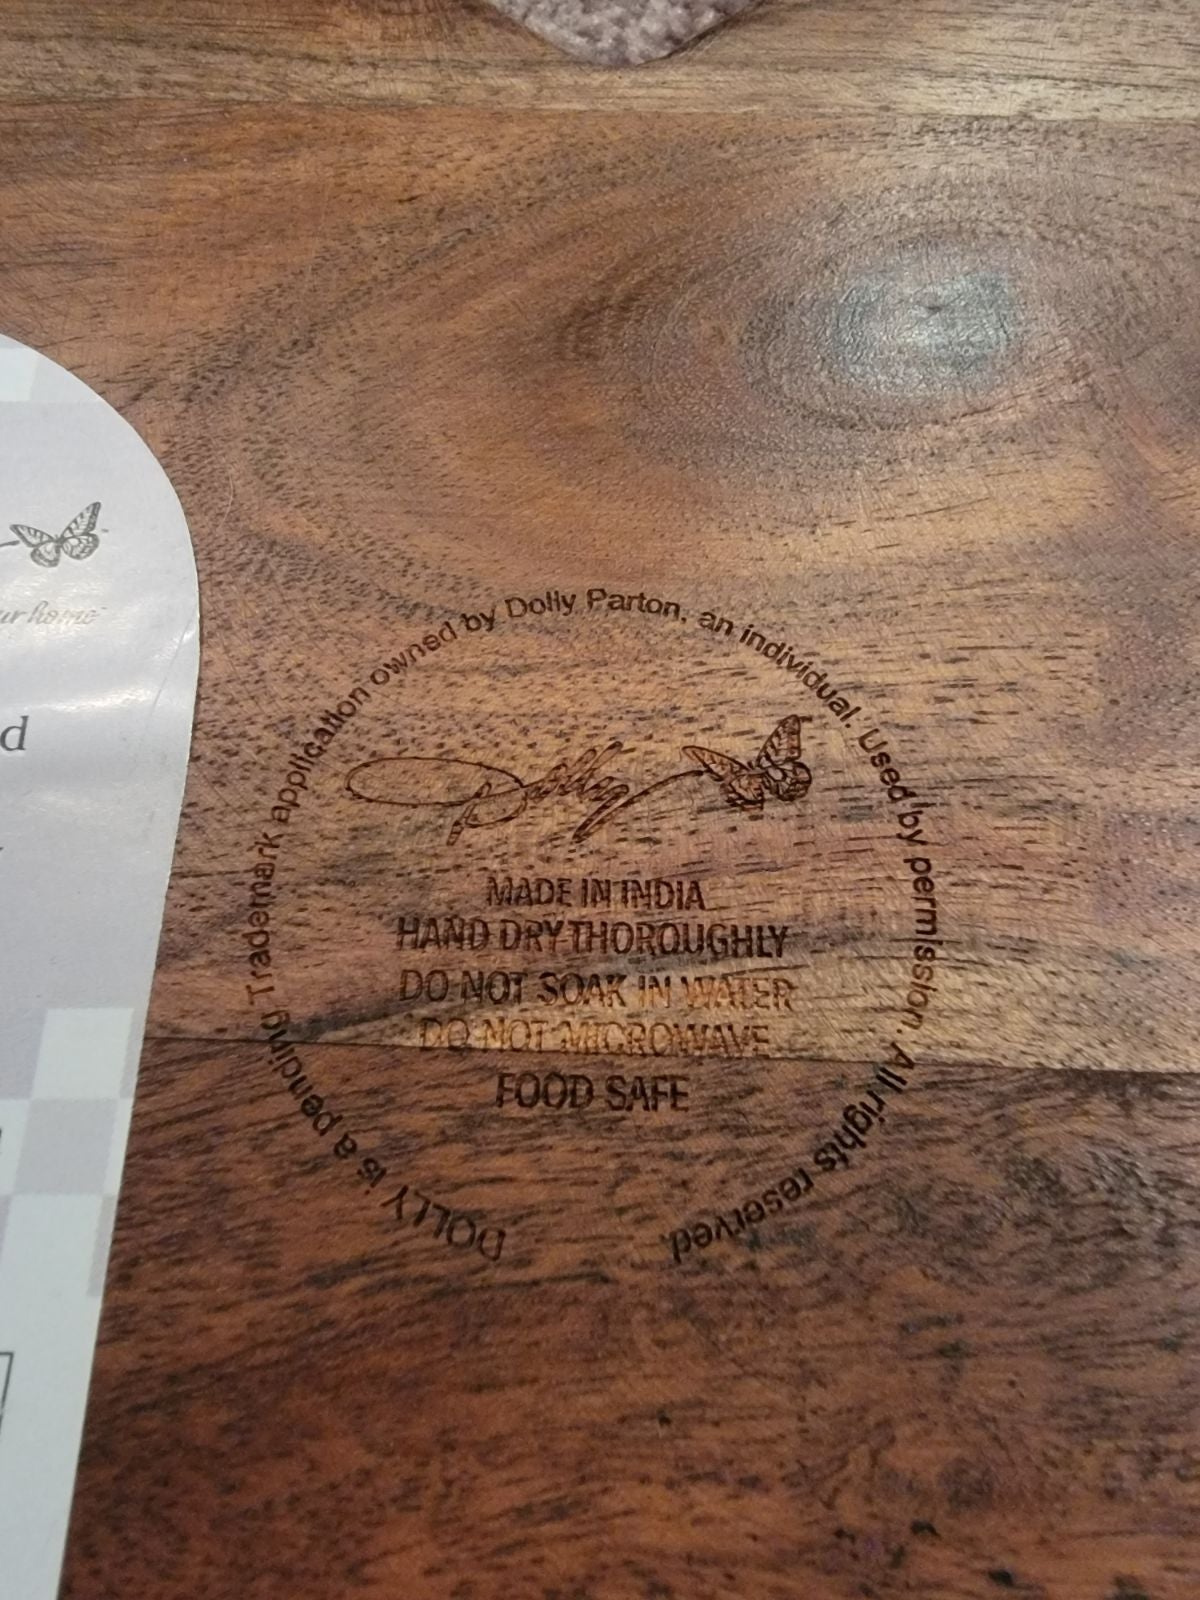 DOLLY is a pending Trademark application owned by Dolly Parton, an individual. Used by permission. All rights reserved.
Dolly
MADE IN INDIA
HAND DRY THOROUGHLY
DO NOT SOAK IN WATER
DO NOT MICROWAVE
FOOD SAFE
home
d